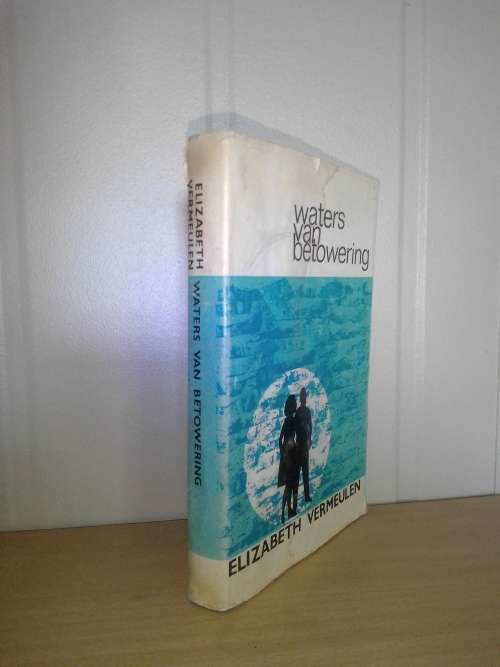 ELIZABETH
VERMEULEN
WATERS VAN BETOWERING
waters
van
betowering
ELIZABETH VERMEULEN